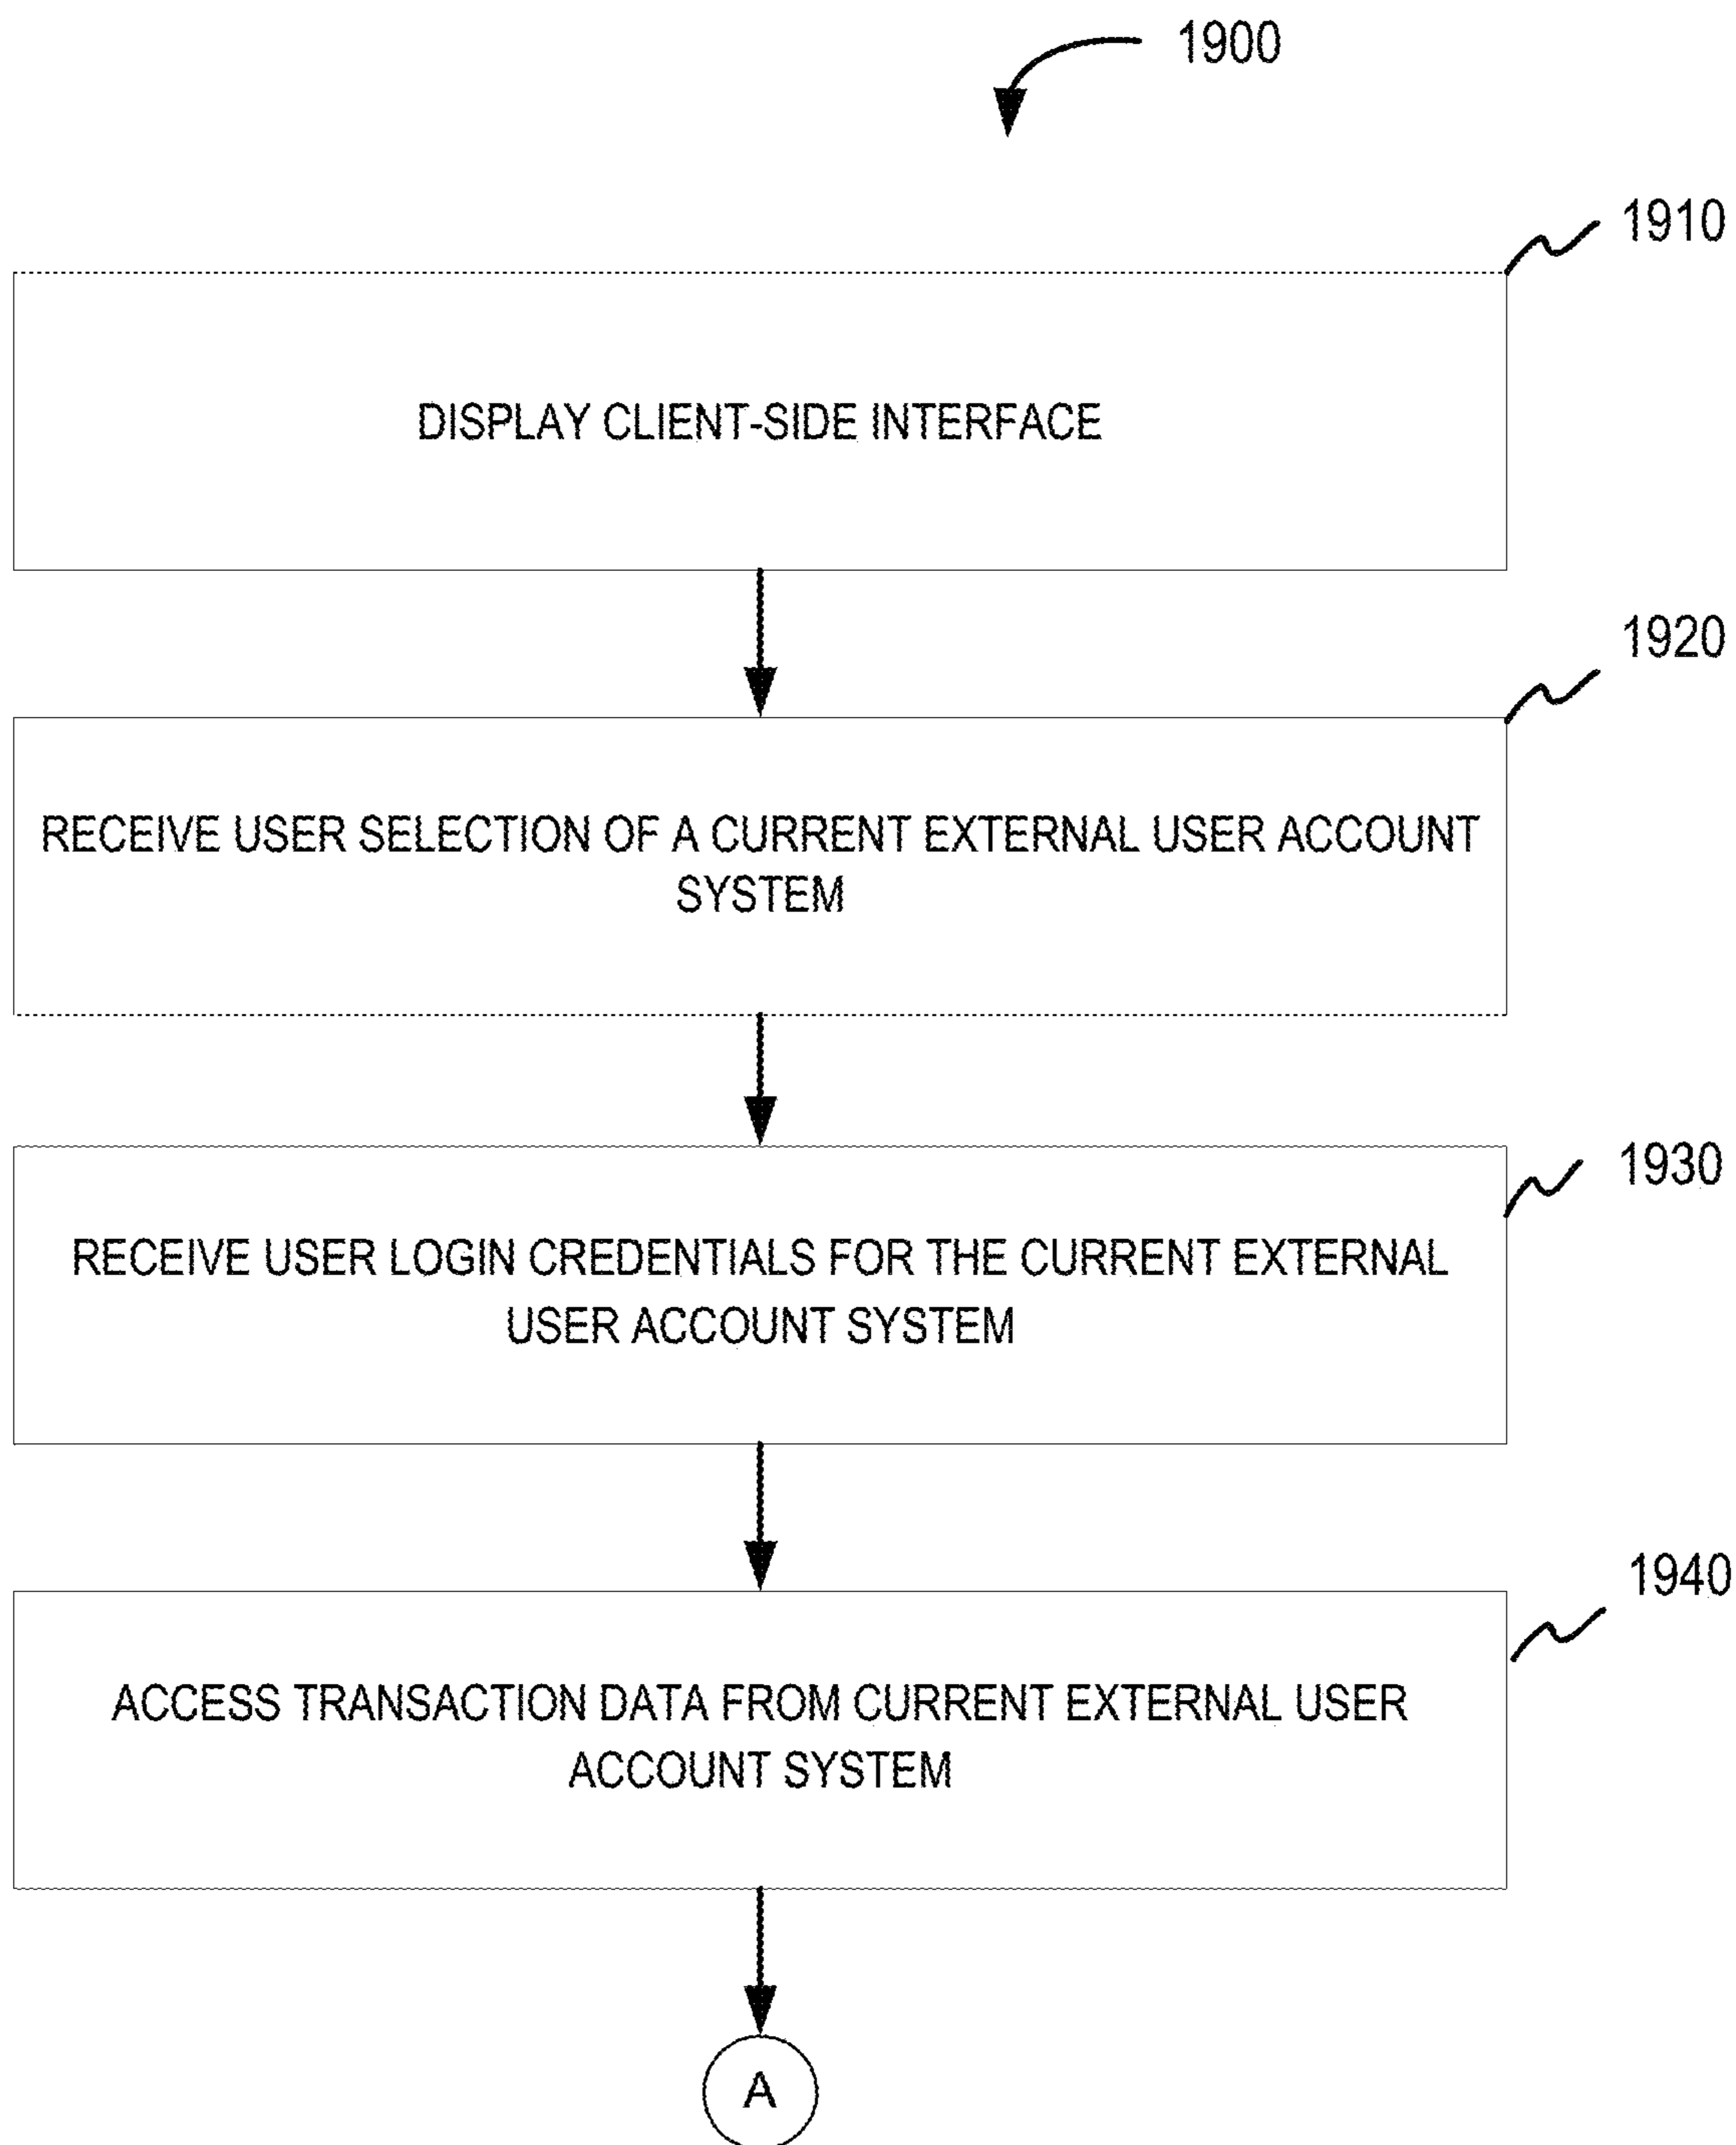 1900
1910
DISPLAY CLIENT-SIDE INTERFACE
1920
RECEIVE USER SELECTION OF A CURRENT EXTERNAL USER ACCOUNT
SYSTEM
1930
RECEIVE USER LOGIN CREDENTIALS FOR THE CURRENT EXTERNAL
USER ACCOUNT SYSTEM
1940
ACCESS TRANSACTION DATA FROM CURRENT EXTERNAL USER
ACCOUNT SYSTEM
A